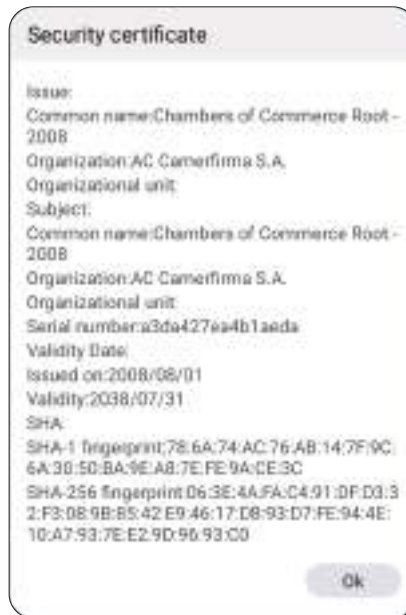 Security certificate
Issue:
Common name:Chambers of Commerce Root -
2008
Organization:AC Camerfirma S.A.
Organizational unit:
Subject:
Common name:Chambers of Commerce Root -
2008
Organization:AC Camerfirma S.A.
Organizational unit:
Serial number:a3da427ea4b1aeda
Validity Date:
Issued on:2008/08/01
Validity:2038/07/31
SHA:
SHA-1 fingerprint:78:6A:74:AC:76:AB:14:7F:9C:
6A:30:50:BA:9E:A8:7E:FE:9A:CE:3C
SHA-256 fingerprint:06:3E:4A:FA:C4:91:DF:D3:3
2:F3:08:9B:85:42:E9:46:17:D8:93:D7:FE:94:4E:
10:A7:93:7E:E2:9D:96:93:C0
Ok